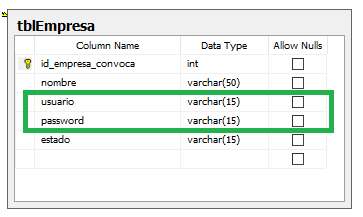 tblEmpresa
Column Name Data Type Allow Nulls
id_empresa_convoca int
nombre varchar(50)
usuario varchar(15)
password varchar(15)
estado varchar(15)